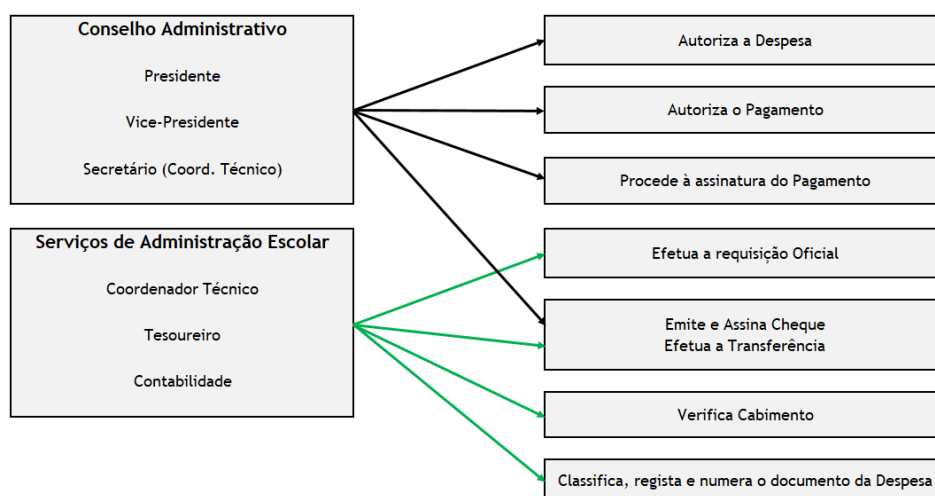 Conselho Administrativo
Presidente
Vice-Presidente
Secretário (Coord. Técnico)
Serviços de Administração Escolar
Coordenador Técnico
Tesoureiro
Contabilidade
Autoriza a Despesa
Autoriza o Pagamento
Procede à assinatura do Pagamento
Efetua a requisição Oficial
Emite e Assina Cheque
Efetua a Transferência
Verifica Cabimento
Classifica, regista e numera o documento da Despesa